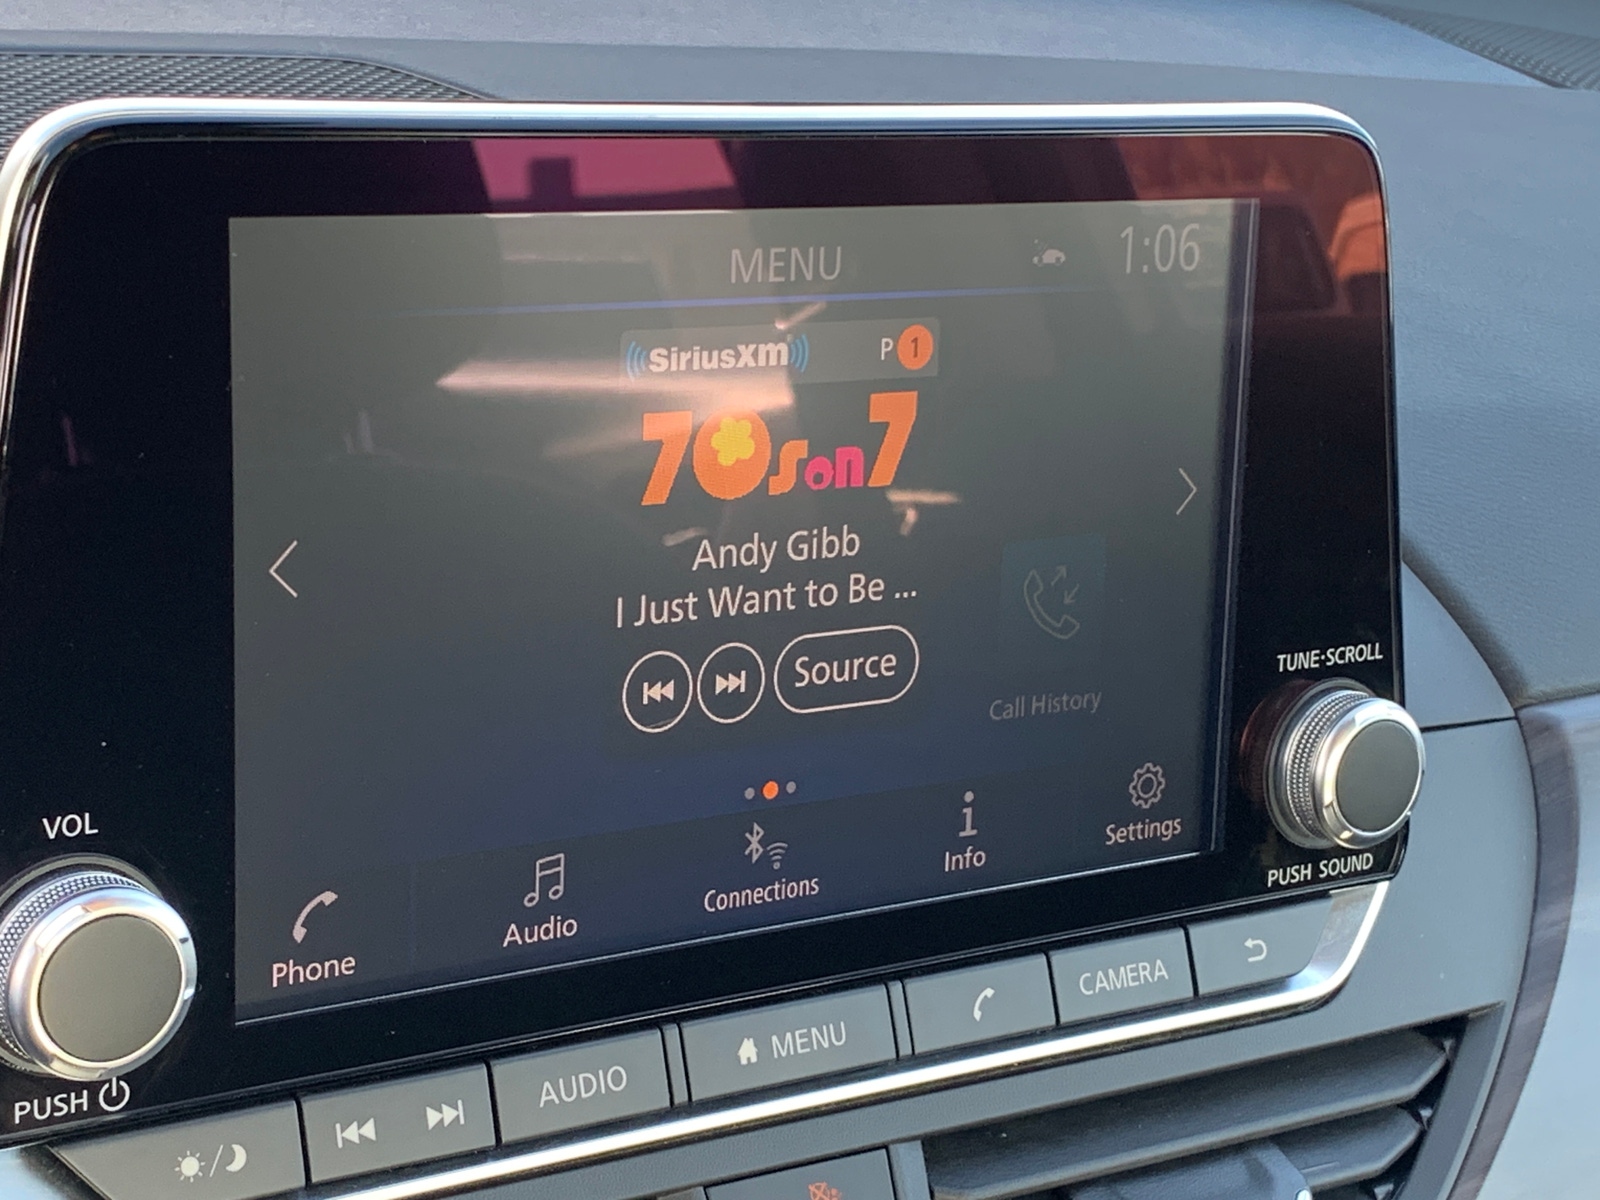 MENU
1:06
SiriusXm
P 1
70s on 7
Andy Gibb
I Just Want to Be ...
Source
Call History
Phone
Audio
Connections
Info
Settings
VOL
PUSH
TUNE·SCROLL
PUSH SOUND
AUDIO
MENU
CAMERA